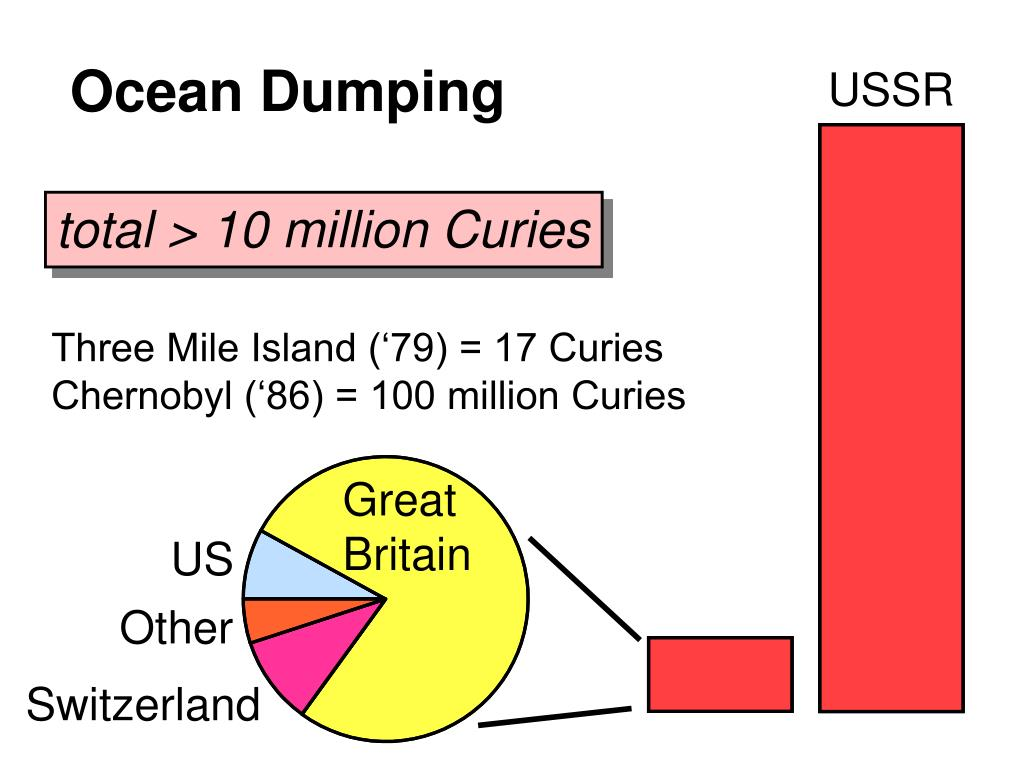 Ocean Dumping
USSR
total > 10 million Curies
Three Mile Island (‘79) = 17 Curies
Chernobyl (‘86) = 100 million Curies
Great
Britain
US
Other
Switzerland